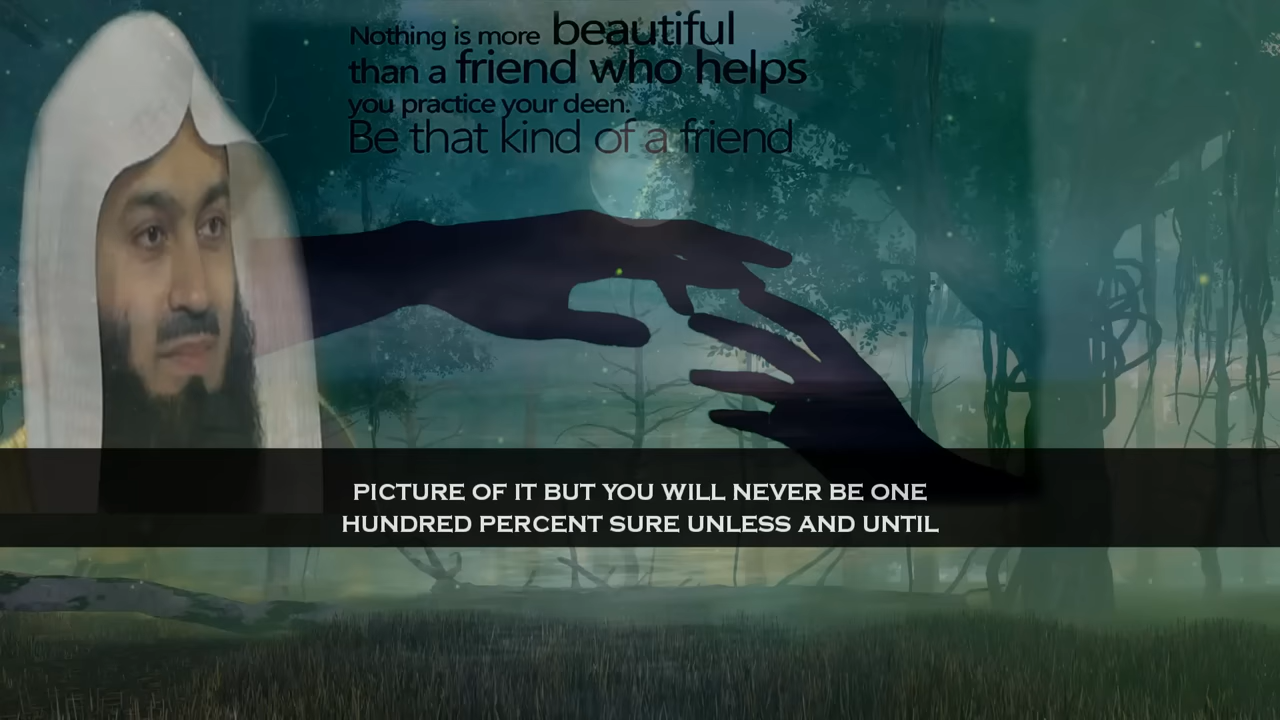 Nothing is more beautiful
than a friend who helps
you practice your deen.
Be that kind of a friend
PICTURE OF IT BUT YOU WILL NEVER BE ONE
HUNDRED PERCENT SURE UNLESS AND UNTIL